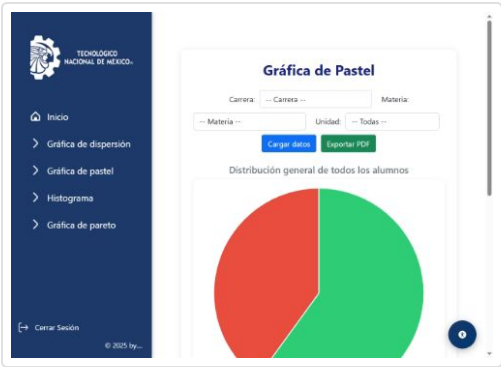 TECNOLÓGICO
NACIONAL DE MÉXICO
Inicio
Gráfica de dispersión
Gráfica de pastel
Histograma
Gráfica de pareto
Cerrar Sesión
© 2025 by...
Gráfica de Pastel
Carrera: -- Carrera -- Materia:
-- Materia -- Unidad: -- Todas --
Cargar datos Exportar PDF
Distribución general de todos los alumnos